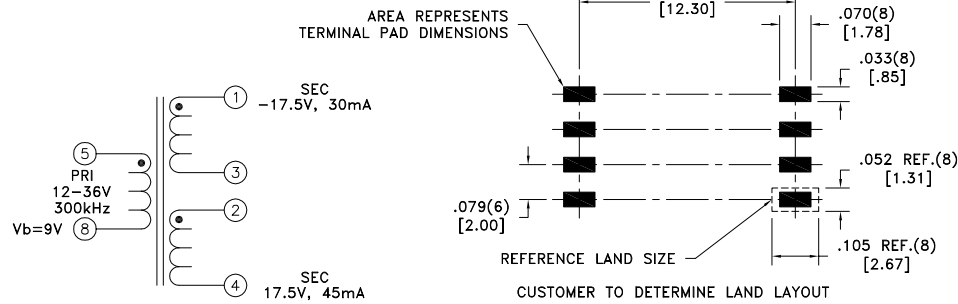 1
SEC
-17.5V, 30mA
3
5
PRI
12-36V
300kHz
Vb=9V
8
2
4
SEC
17.5V, 45mA
AREA REPRESENTS
TERMINAL PAD DIMENSIONS
[12.30]
.070(8)
[1.78]
.033(8)
[.85]
.052 REF.(8)
[1.31]
.079(6)
[2.00]
.105 REF.(8)
[2.67]
REFERENCE LAND SIZE
CUSTOMER TO DETERMINE LAND LAYOUT